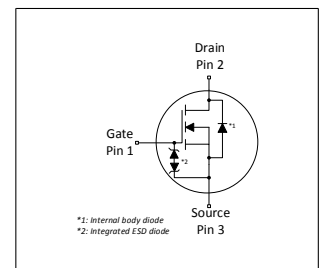 Drain
Pin 2
*1
Gate
Pin 1
*2
*1: Internal body diode
*2: Integrated ESD diode
Source
Pin 3